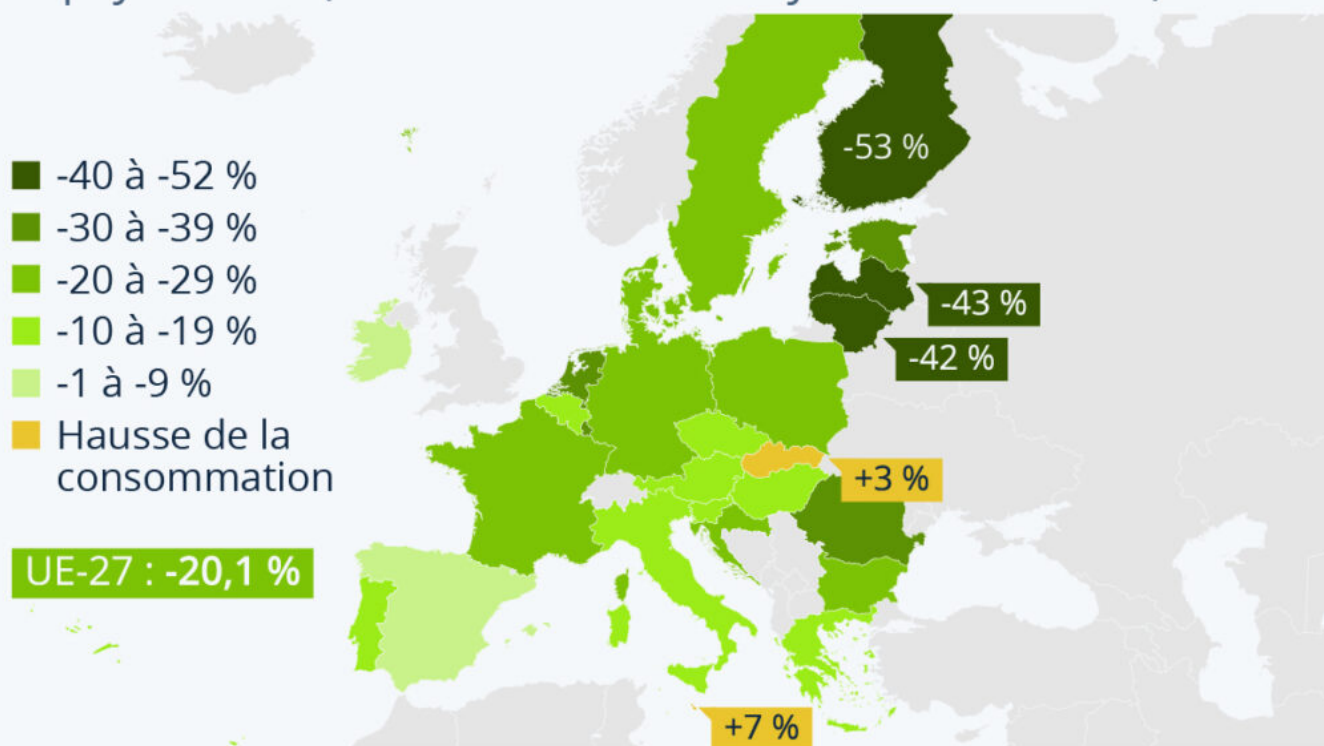 -40 à -52 %
-30 à -39 %
-20 à -29 %
-10 à -19 %
-1 à -9 %
Hausse de la
consommation
UE-27 : -20,1 %
-53 %
-43 %
-42 %
+3 %
+7 %